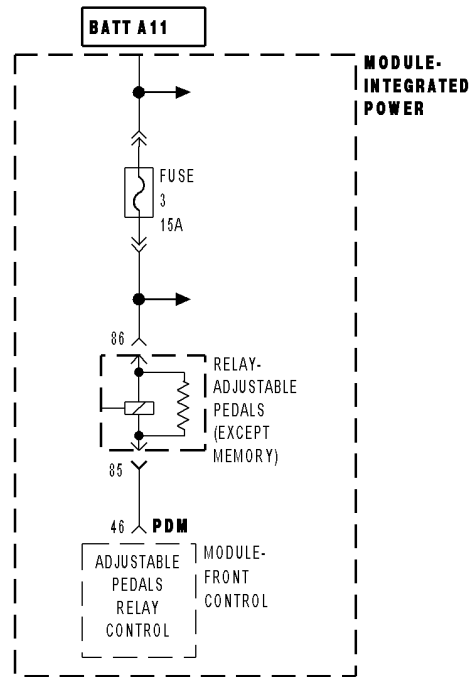 BATT A11
MODULE-
INTEGRATED
POWER
FUSE
3
15A
86
RELAY-
ADJUSTABLE
PEDALS
(EXCEPT
MEMORY)
85
46 PDM
ADJUSTABLE
PEDALS
RELAY
CONTROL
MODULE-
FRONT
CONTROL